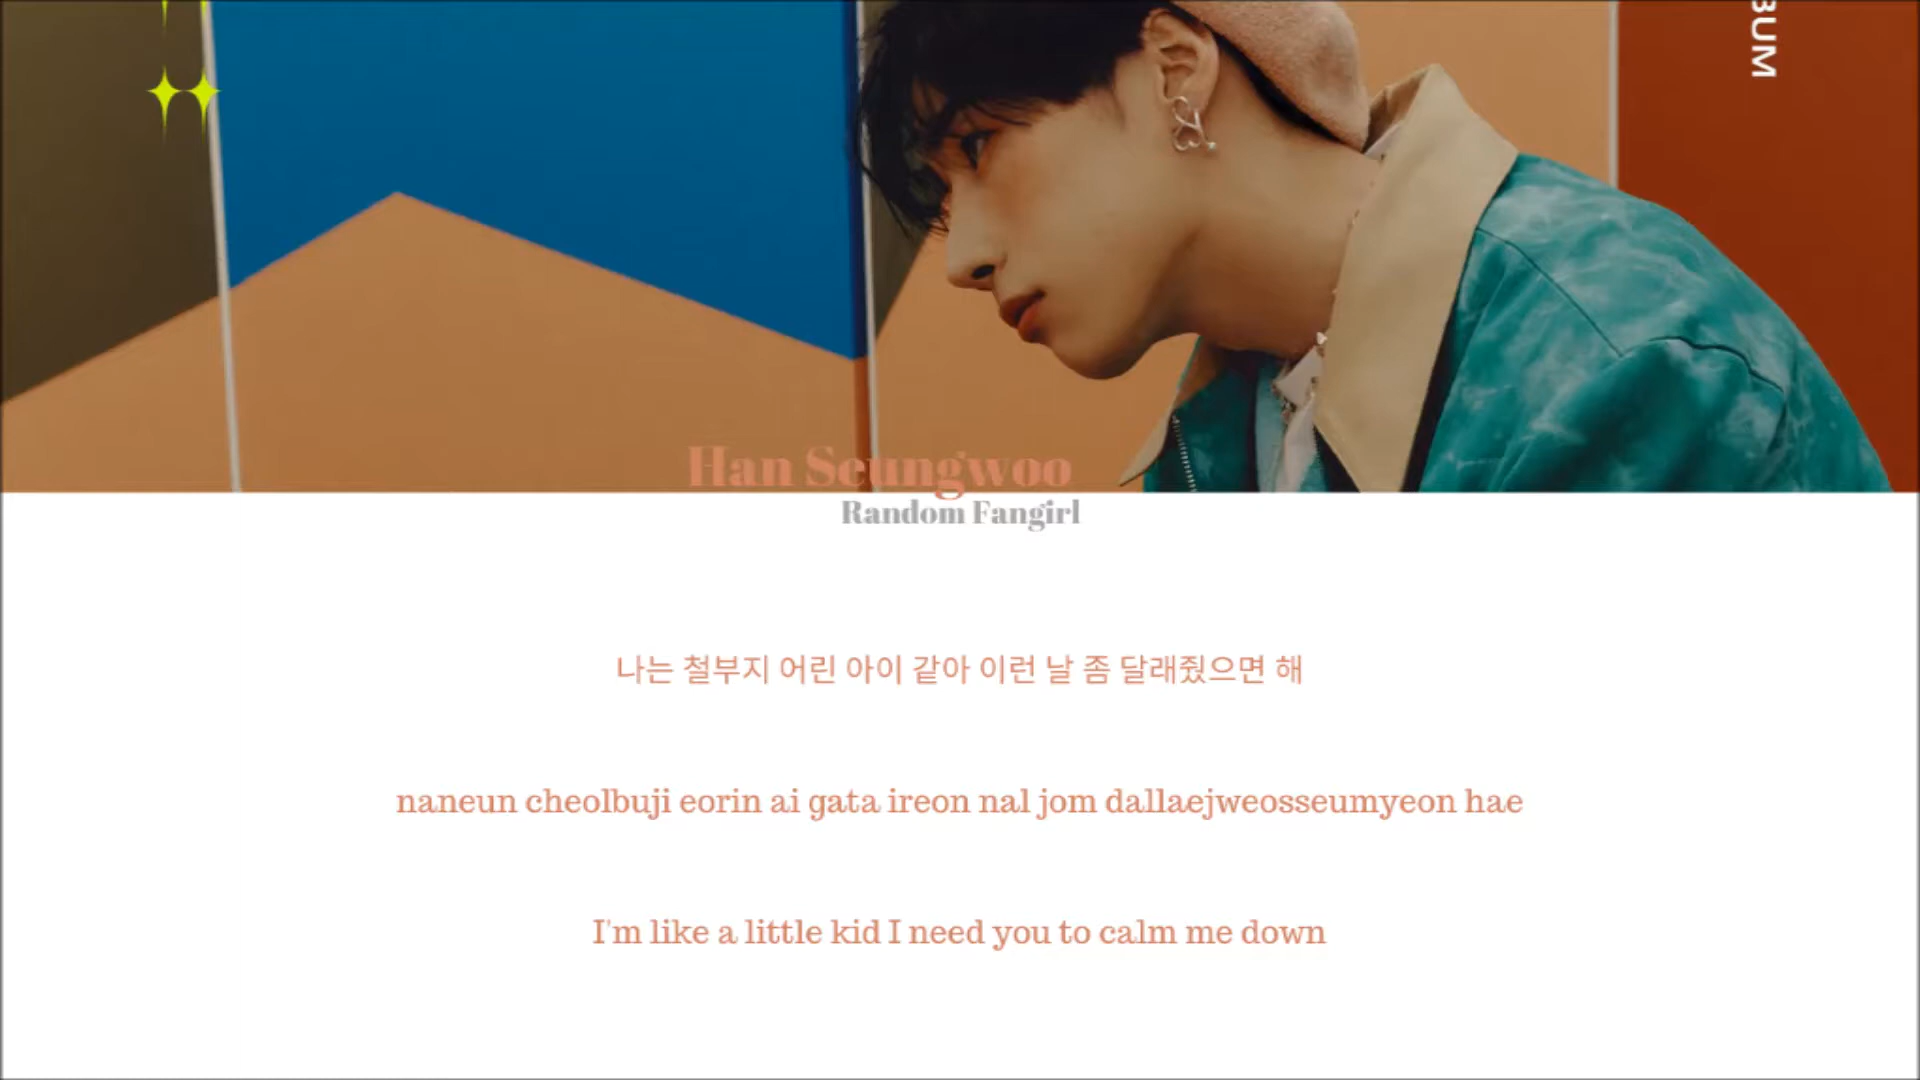 BUM
Han Seungwoo
Random Fangirl
나는 철부지 어린 아이 같아 이런 날 좀 달래줬으면 해
naneun cheolbuji eorin ai gata ireon nal jom dallaejweosseumyeon hae
I'm like a little kid I need you to calm me down